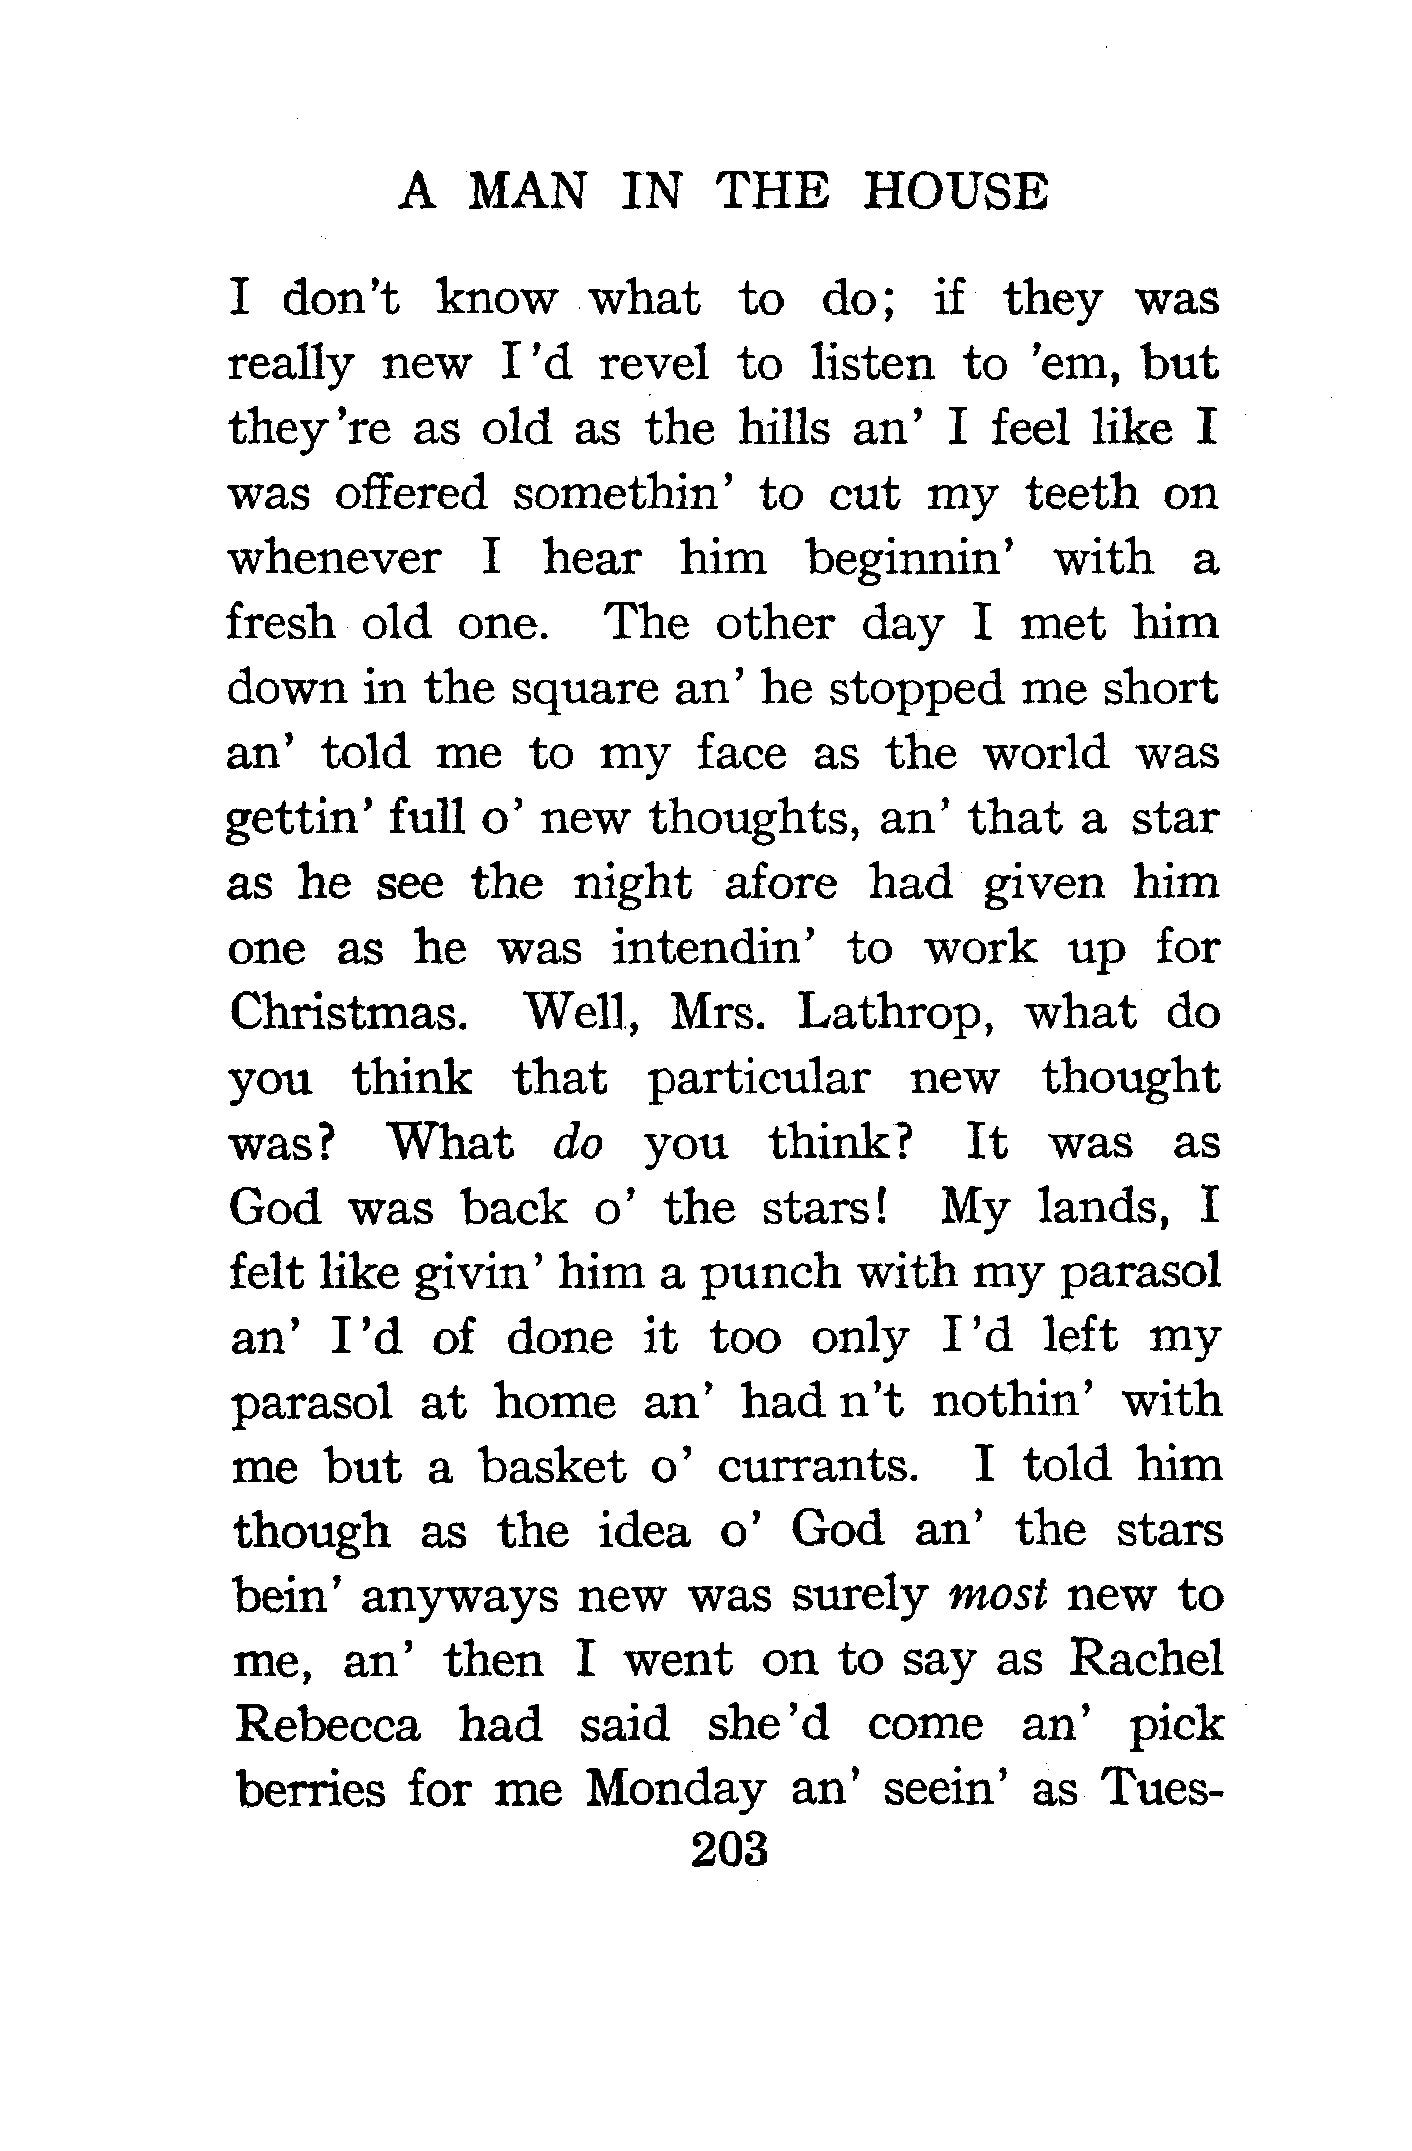 A MAN IN THE HOUSE
I don't know what to do; if they was
really new I'd revel to listen to 'em, but
they're as old as the hills an' I feel like I
was offered somethin' to cut my teeth on
whenever I hear him beginnin' with a
fresh old one. The other day I met him
down in the square an' he stopped me short
an' told me to my face as the world was
gettin' full o' new thoughts, an' that a star
as he see the night afore had given him
one as he was intendin' to work up for
Christmas. Well, Mrs. Lathrop, what do
you think that particular new thought
was? What do you think? It was as
God was back o' the stars! My lands, I
felt like givin' him a punch with my parasol
an' I'd of done it too only I'd left my
parasol at home an' had n't nothin' with
me but a basket o' currants. I told him
though as the idea o' God an' the stars
bein' anyways new was surely most new to
me, an' then I went on to say as Rachel
Rebecca had said she'd come an' pick
berries for me Monday an' seein' as Tues-
203